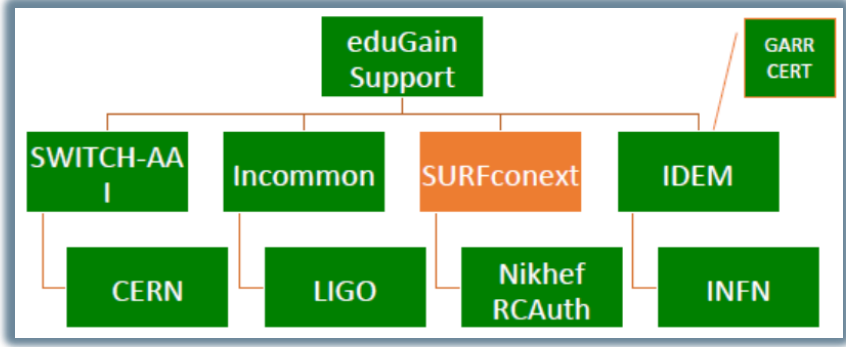 eduGain
Support
GARR
CERT
SWITCH-AA
I
Incommon
SURFconext
IDEM
CERN
LIGO
Nikhef
RCAuth
INFN